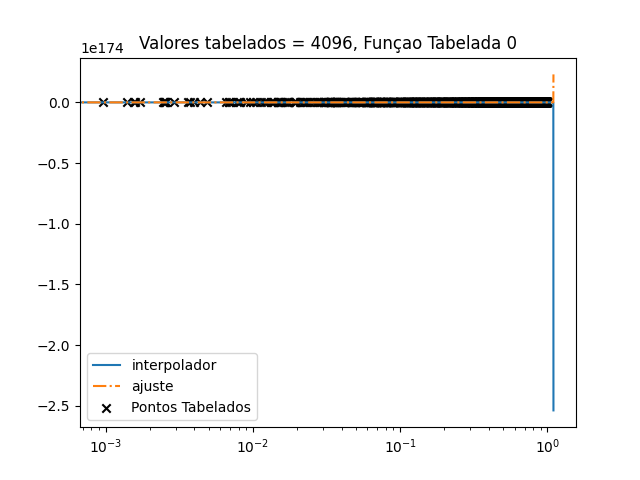 Valores tabelados = 4096, Funçao Tabelada 0
1e174
0.0
−0.5
−1.0
−1.5
−2.0
−2.5
interpolador
ajuste
Pontos Tabelados
10⁻³
10⁻²
10⁻¹
10⁰